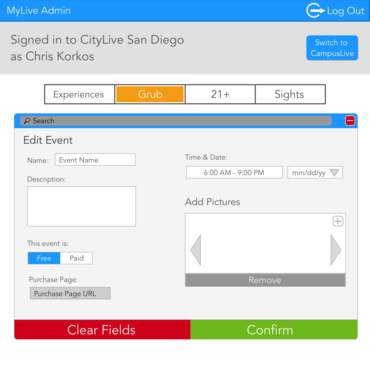 MyLive Admin
Log Out
Signed in to CityLive San Diego
as Chris Korkos
Switch to
CampusLive
Experiences
Grub
21+
Sights
Search
Edit Event
Name:
Event Name
Time & Date:
6:00 AM - 9:00 PM
mm/dd/yy
Description:
Add Pictures
This event is:
Free
Paid
Remove
Purchase Page:
Purchase Page URL
Clear Fields
Confirm